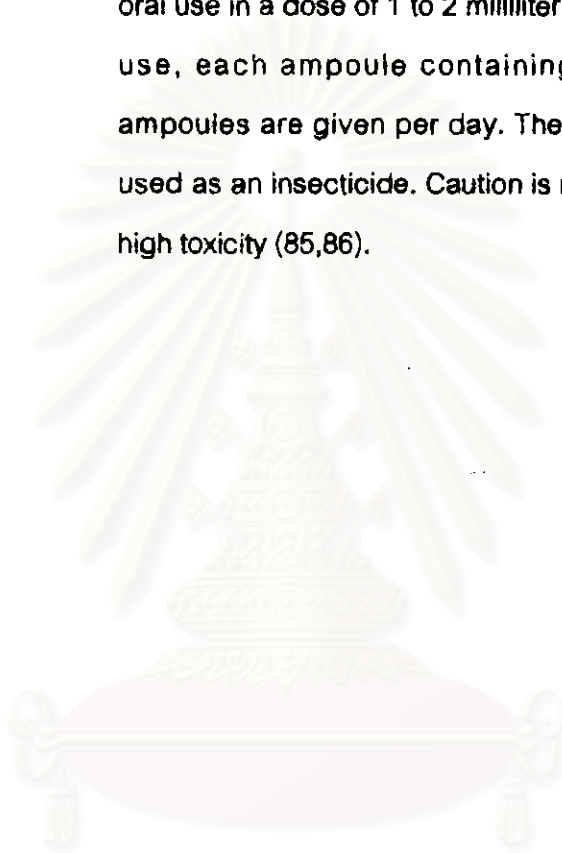 oral use in a dose of 1 to 2 milliliter
use, each ampoule containing
ampoules are given per day. The
used as an insecticide. Caution is
high toxicity (85,86).